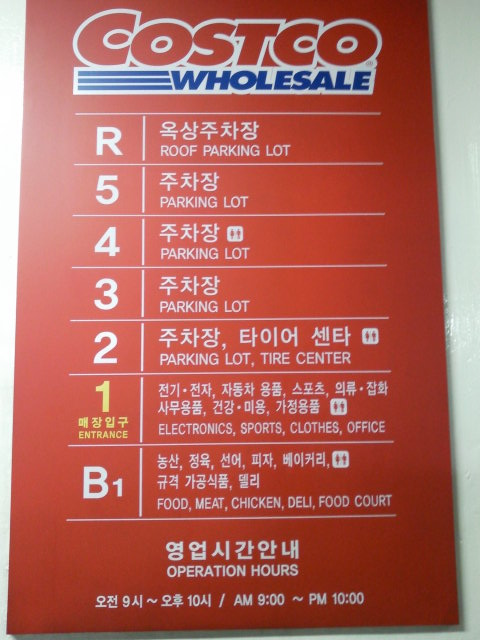 COSTCO
WHOLESALE
R
옥상주차장
ROOF PARKING LOT
5
주차장
PARKING LOT
4
주차장
PARKING LOT
3
주차장
PARKING LOT
2
주차장, 타이어 센타
PARKING LOT, TIRE CENTER
1
매장입구
ENTRANCE
전기·전자, 자동차 용품, 스포츠, 의류·잡화
사무용품, 건강·미용, 가정용품
ELECTRONICS, SPORTS, CLOTHES, OFFICE
B1
농산, 정육, 선어, 피자, 베이커리,
규격 가공식품, 델리
FOOD, MEAT, CHICKEN, DELI, FOOD COURT
영업시간안내
OPERATION HOURS
오전 9시 ~ 오후 10시 / AM 9:00 ~ PM 10:00